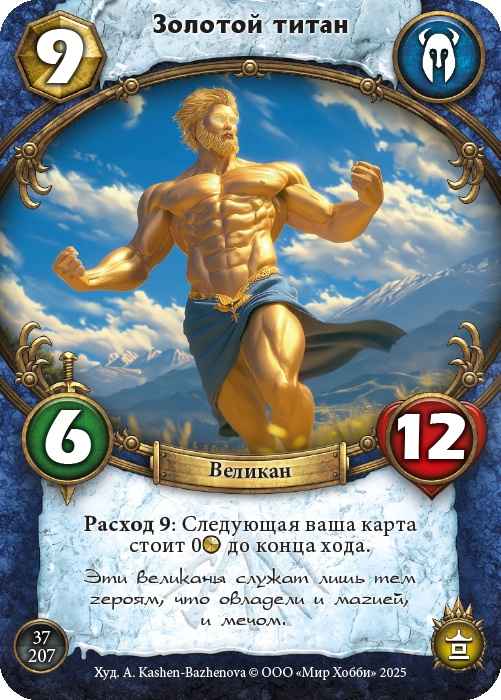 Золотой титан
9
6
12
Великан
Расход 9: Следующая ваша карта
стоит 0 до конца хода.
Эти великаны служат лишь тем
героям, что овладели и магией,
и мечом.
37
207
Худ. A. Kashen-Bazhenova © ООО «Мир Хобби» 2025